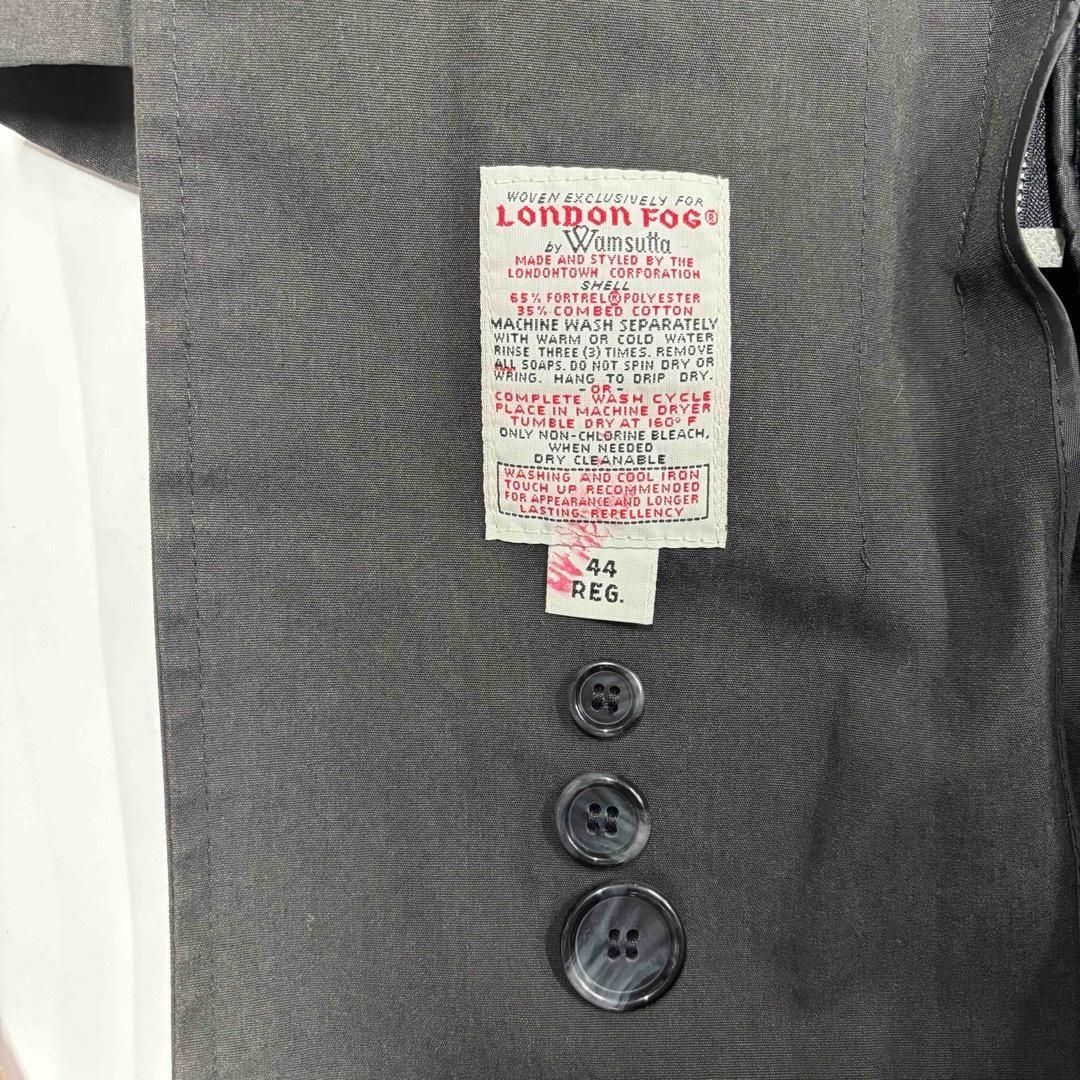 WOVEN EXCLUSIVELY FOR
LONDON FOG®
by Wamsutta
MADE AND STYLED BY THE
LONDONTOWN CORPORATION
SHELL
65% FORTREL® POLYESTER
35% COMBED COTTON
MACHINE WASH SEPARATELY
WITH WARM OR COLD WATER
RINSE THREE (3) TIMES. REMOVE
ALL SOAPS. DO NOT SPIN DRY OR
WRING. HANG TO DRIP DRY.
- OR -
COMPLETE WASH CYCLE
PLACE IN MACHINE DRYER
TUMBLE DRY AT 160° F
ONLY NON-CHLORINE BLEACH,
WHEN NEEDED
DRY CLEANABLE
WASHING AND COOL IRON
TOUCH UP RECOMMENDED
FOR APPEARANCE AND LONGER
LASTING REPELLENCY
44
REG.